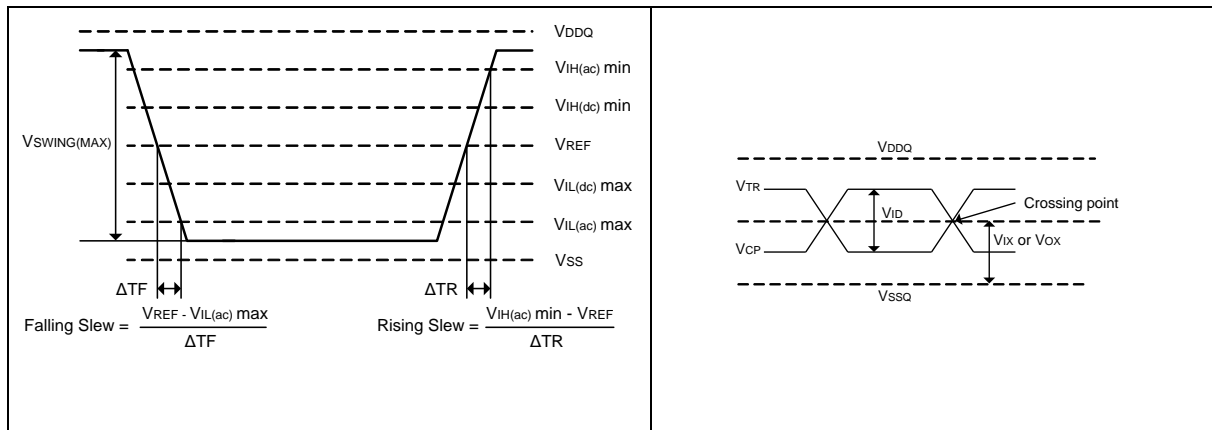 VDDQ
VIH(ac) min
VIH(dc) min
VSWING(MAX)
VREF
VIL(dc) max
VIL(ac) max
VSS
ΔTF
ΔTR
Falling Slew = VREF - VIL(ac) max
ΔTF
Rising Slew = VIH(ac) min - VREF
ΔTR
VDDQ
VTR
VID
Crossing point
VCP
VIX or VOX
VSSQ